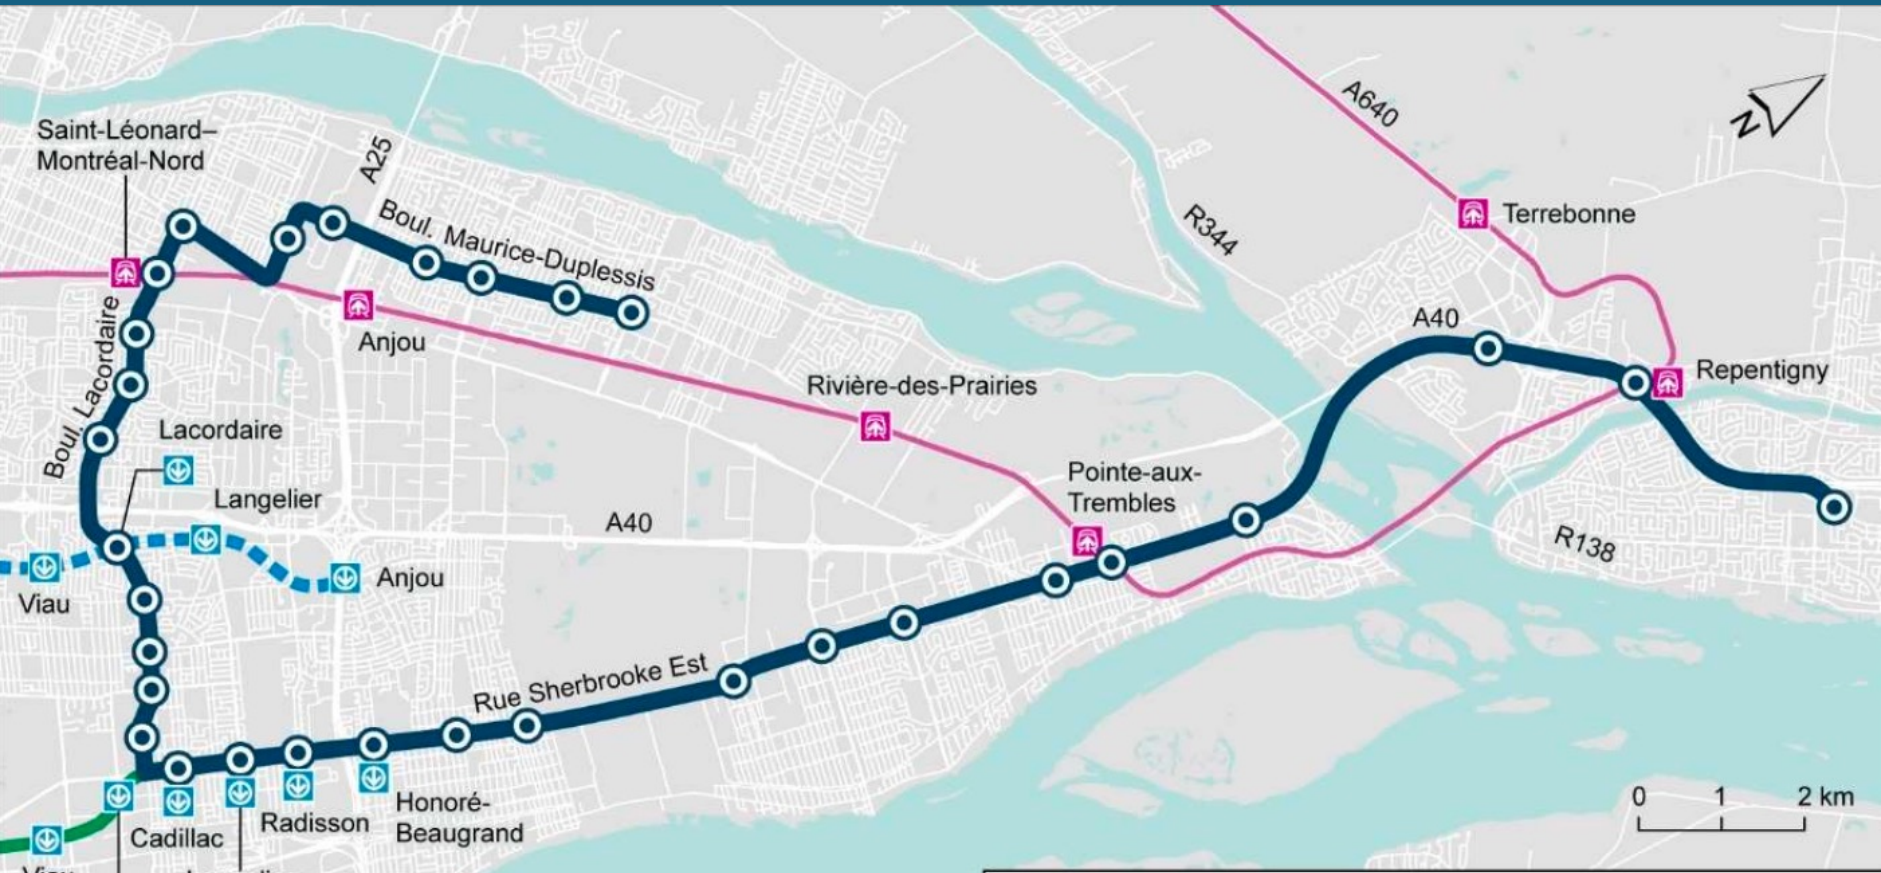 Saint-Léonard–
Montréal-Nord
A25
Boul. Maurice-Duplessis
A640
N
R344
Terrebonne
Boul. Lacordaire
Anjou
Rivière-des-Prairies
A40
Repentigny
Lacordaire
Langelier
A40
Pointe-aux-
Trembles
R138
Viau
Anjou
Rue Sherbrooke Est
Cadillac
Radisson
Honoré-
Beaugrand
0 1 2 km
Viau